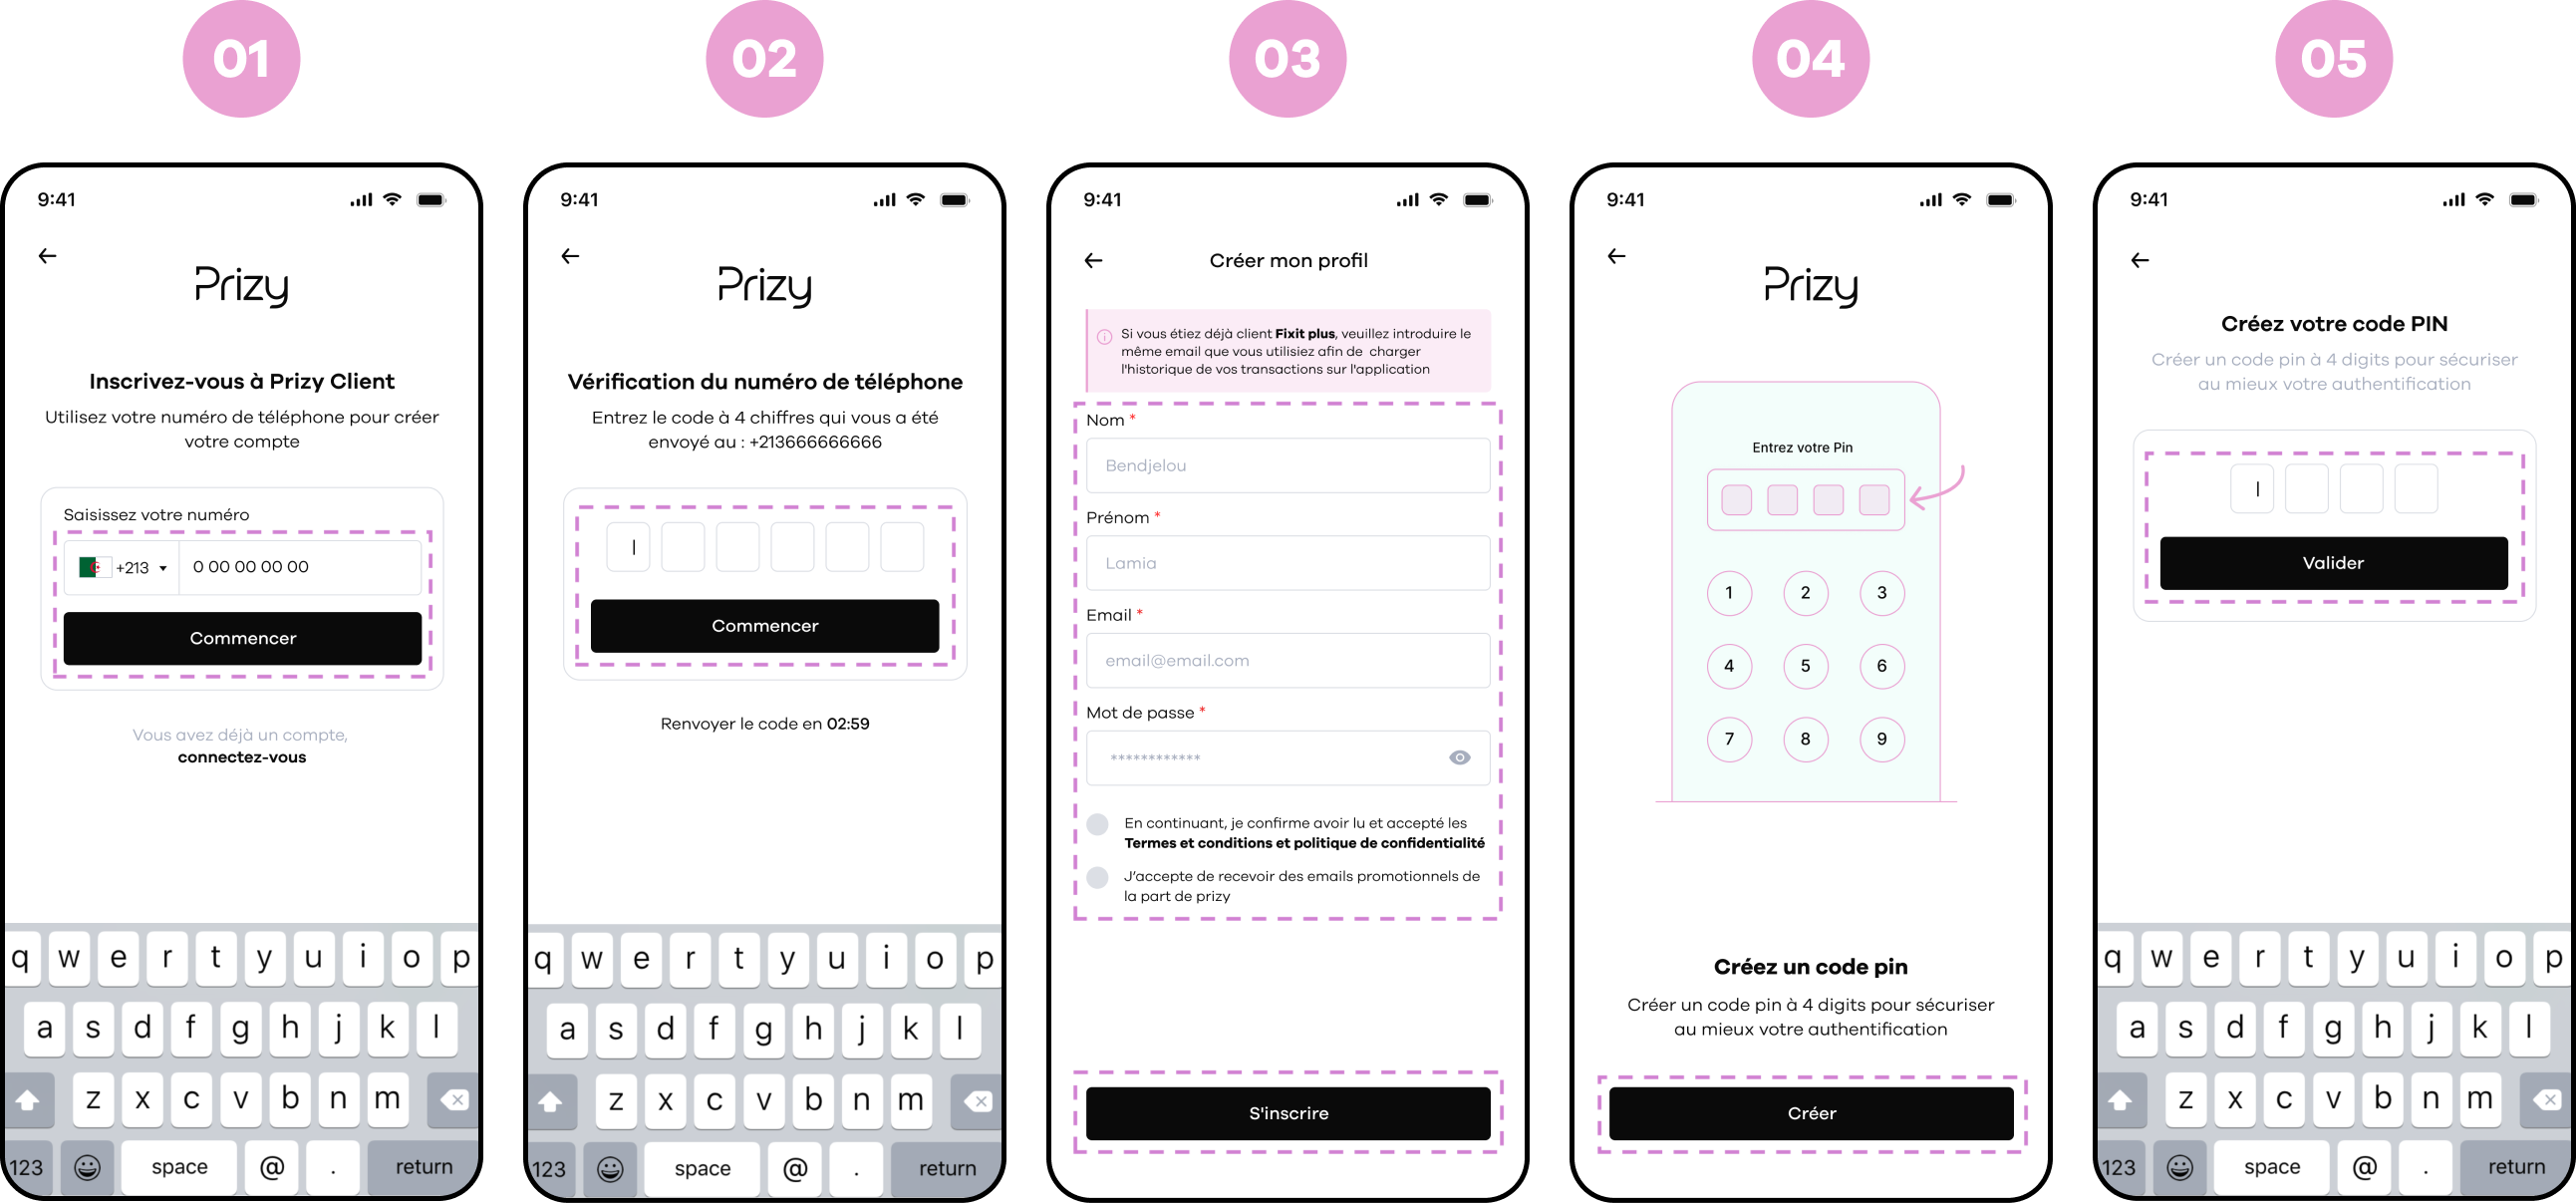 01
9:41
Prizy
Inscrivez-vous à Prizy Client
Utilisez votre numéro de téléphone pour créer
votre compte
Saisissez votre numéro
+213
0 00 00 00 00
Commencer
Vous avez déjà un compte,
connectez-vous
q w e r t y u i o p
a s d f g h j k l
z x c v b n m
123 space @ . return
02
9:41
Prizy
Vérification du numéro de téléphone
Entrez le code à 4 chiffres qui vous a été
envoyé au : +213666666666
Commencer
Renvoyer le code en 02:59
q w e r t y u i o p
a s d f g h j k l
z x c v b n m
123 space @ . return
03
9:41
Créer mon profil
Si vous étiez déjà client Fixit plus, veuillez introduire le
même email que vous utilisiez afin de charger
l'historique de vos transactions sur l'application
Nom *
Bendjelou
Prénom *
Lamia
Email *
email@email.com
Mot de passe *
************
En continuant, je confirme avoir lu et accepté les
Termes et conditions et politique de confidentialité
J'accepte de recevoir des emails promotionnels de
la part de prizy
S'inscrire
04
9:41
Prizy
Entrez votre Pin
1 2 3
4 5 6
7 8 9
Créez un code pin
Créer un code pin à 4 digits pour sécuriser
au mieux votre authentification
Créer
05
9:41
Créez votre code PIN
Créer un code pin à 4 digits pour sécuriser
au mieux votre authentification
Valider
q w e r t y u i o p
a s d f g h j k l
z x c v b n m
123 space @ . return